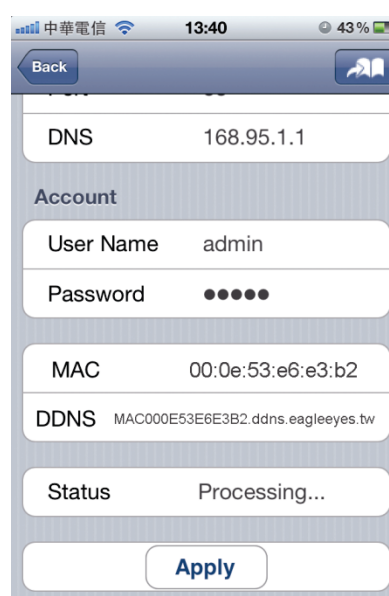 中華電信 13:40 43%
Back
DNS 168.95.1.1
Account
User Name admin
Password ●●●●●
MAC 00:0e:53:e6:e3:b2
DDNS MAC000E53E6E3B2.ddns.eagleeyes.tw
Status Processing...
Apply